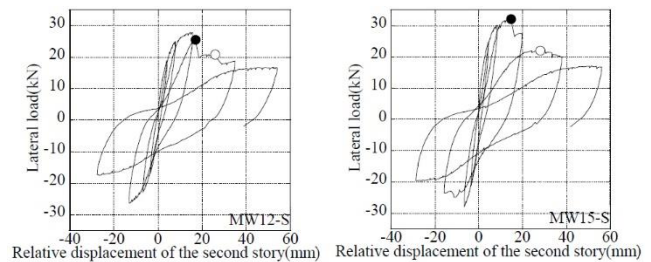 Lateral load(kN)
30
20
10
0
-10
-20
-30
MW12-S
-40 -20 0 20 40 60
Relative displacement of the second story(mm)
Lateral load(kN)
30
20
10
0
-10
-20
-30
MW15-S
-40 -20 0 20 40 60
Relative displacement of the second story(mm)